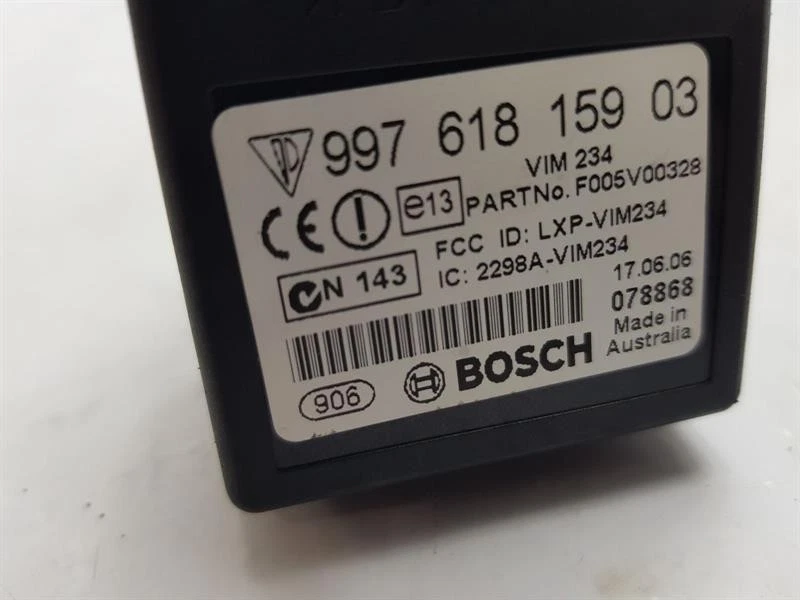 997 618 159 03
VIM 234
e13 PARTNo. F005V00328
CE FCC ID: LXP-VIM234
N 143 IC: 2298A-VIM234
17.06.06
078868
Made in
Australia
906 BOSCH